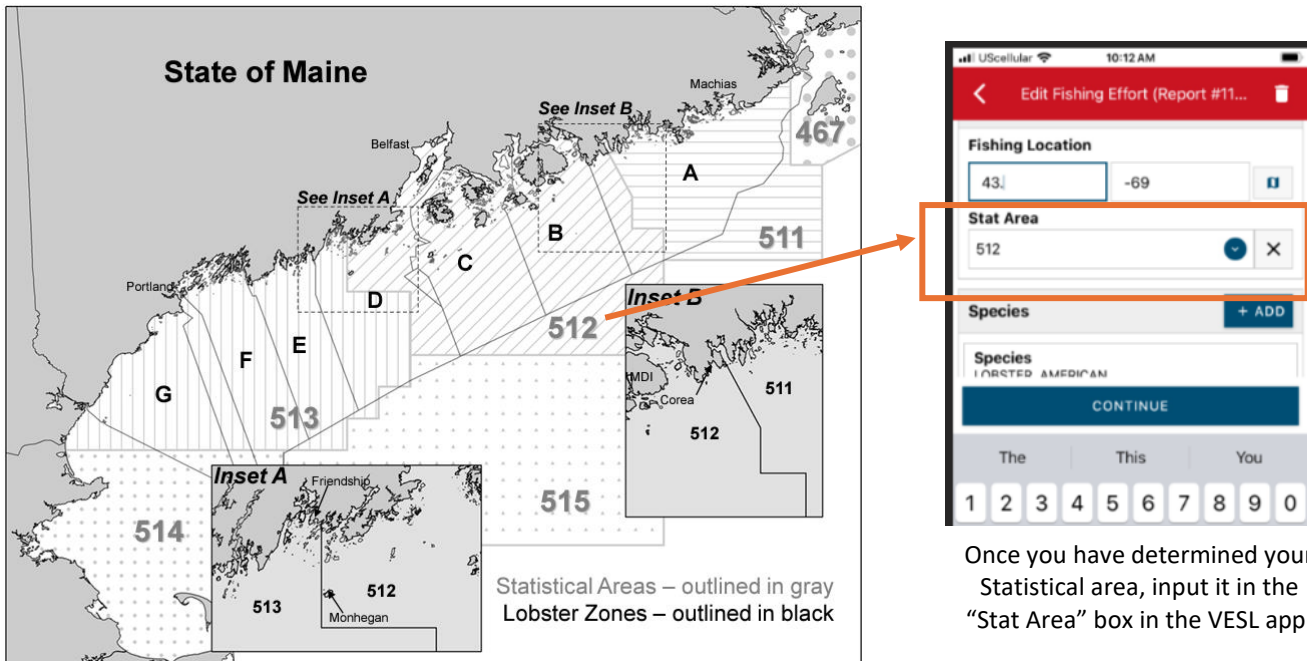 State of Maine
Machias
See Inset B
467
Belfast
A
See Inset A
511
B
C
Portland
D
Inset B
512
E
F
MDI
511
G
Corea
513
512
Inset A
Friendship
515
514
512
Statistical Areas – outlined in gray
513
Lobster Zones – outlined in black
Monhegan
UScellular
10:12 AM
Edit Fishing Effort (Report #11...
Fishing Location
43.
-69
Stat Area
512
Species
+ ADD
Species
LOBSTER, AMERICAN
CONTINUE
The This You
1 2 3 4 5 6 7 8 9 0
Once you have determined your
Statistical area, input it in the
“Stat Area” box in the VESL app